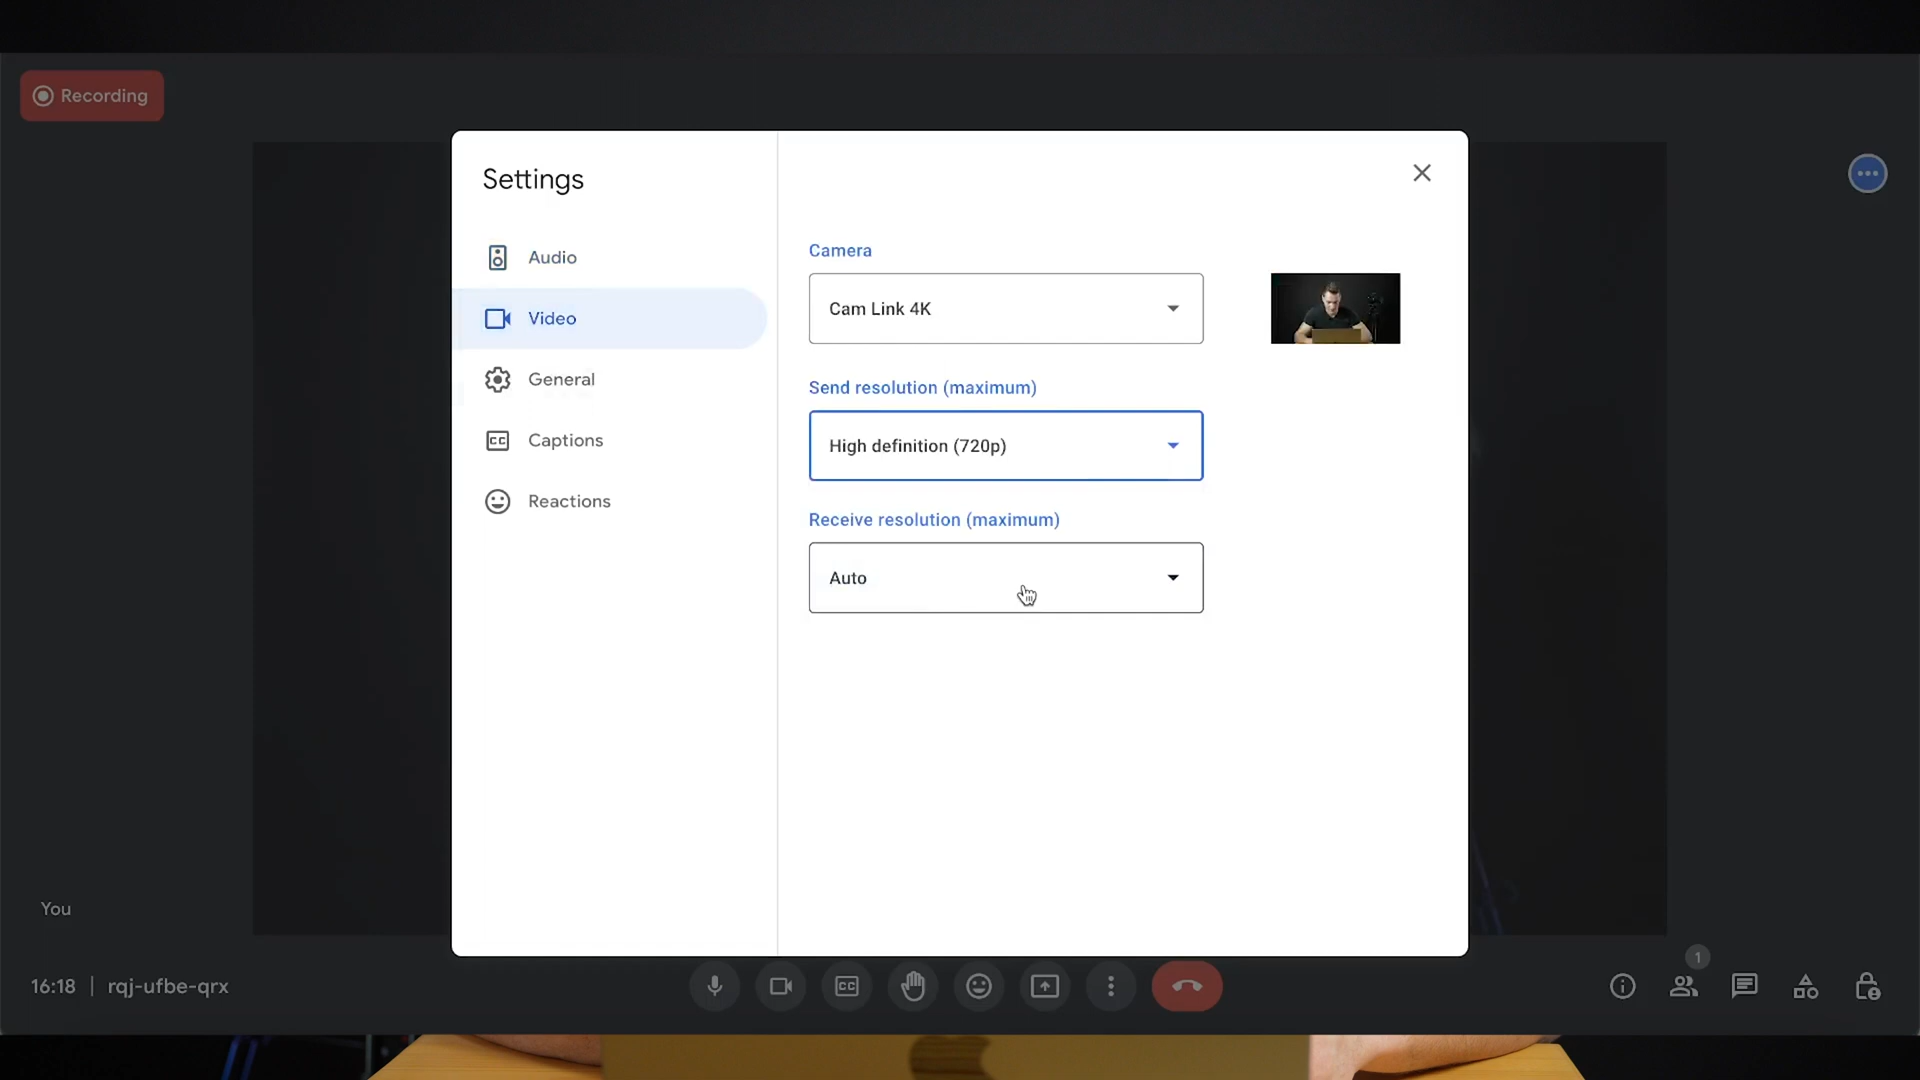 Recording
Settings
Audio
Video
General
Captions
Reactions
Camera
Cam Link 4K
Send resolution (maximum)
High definition (720p)
Receive resolution (maximum)
Auto
You
16:18 | rqj-ufbe-qrx
CC
1